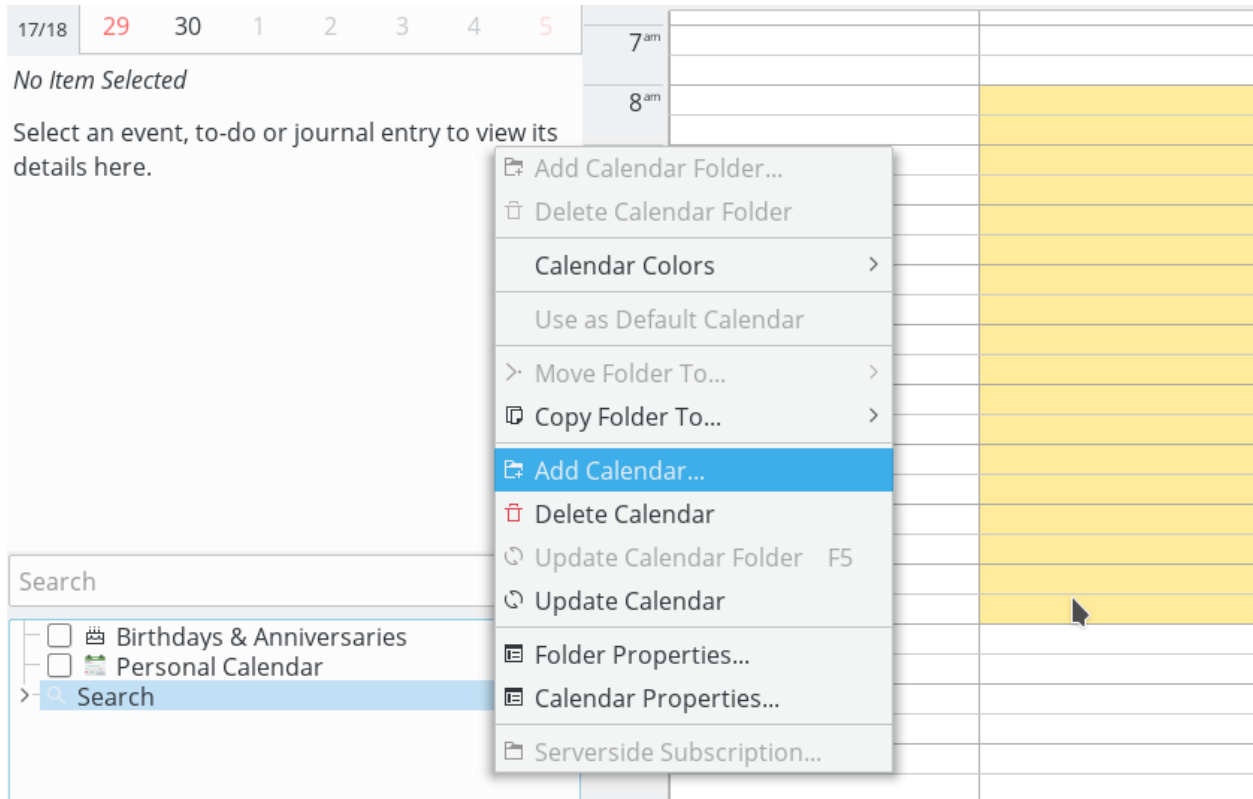 17/18 29 30 1 2 3 4 5
No Item Selected
Select an event, to-do or journal entry to view its
details here.
Search
Birthdays & Anniversaries
Personal Calendar
Search
7am
8am
Add Calendar Folder...
Delete Calendar Folder
Calendar Colors
Use as Default Calendar
Move Folder To...
Copy Folder To...
Add Calendar...
Delete Calendar
Update Calendar Folder F5
Update Calendar
Folder Properties...
Calendar Properties...
Serverside Subscription...